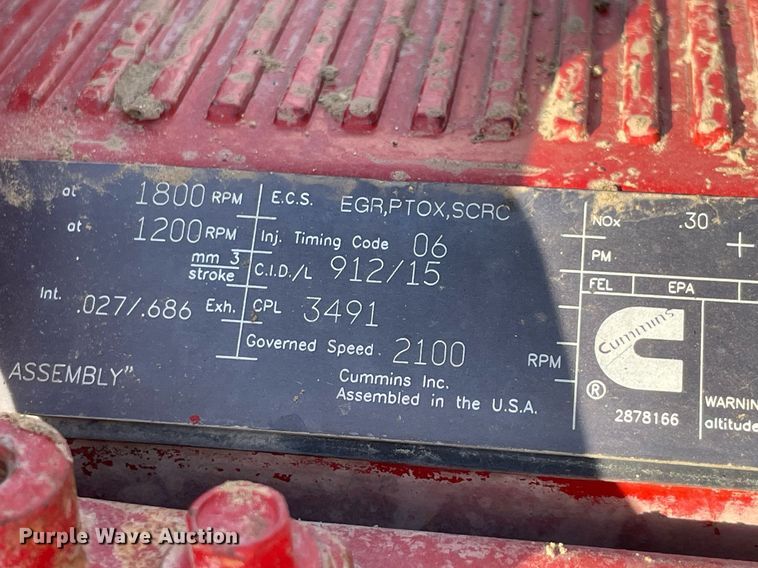 at 1800 RPM
at 1200 RPM
mm 3
stroke
Int. .027/.686 Exh.
ASSEMBLY"
E.C.S. EGR,PTOX,SCRC
Inj. Timing Code 06
C.I.D./L 912/15
CPL 3491
Governed Speed 2100 RPM
Cummins Inc.
Assembled in the U.S.A.
NOx .30
PM
FEL EPA
Cummins
®
2878166
WARNIN
altitude
Purple Wave Auction